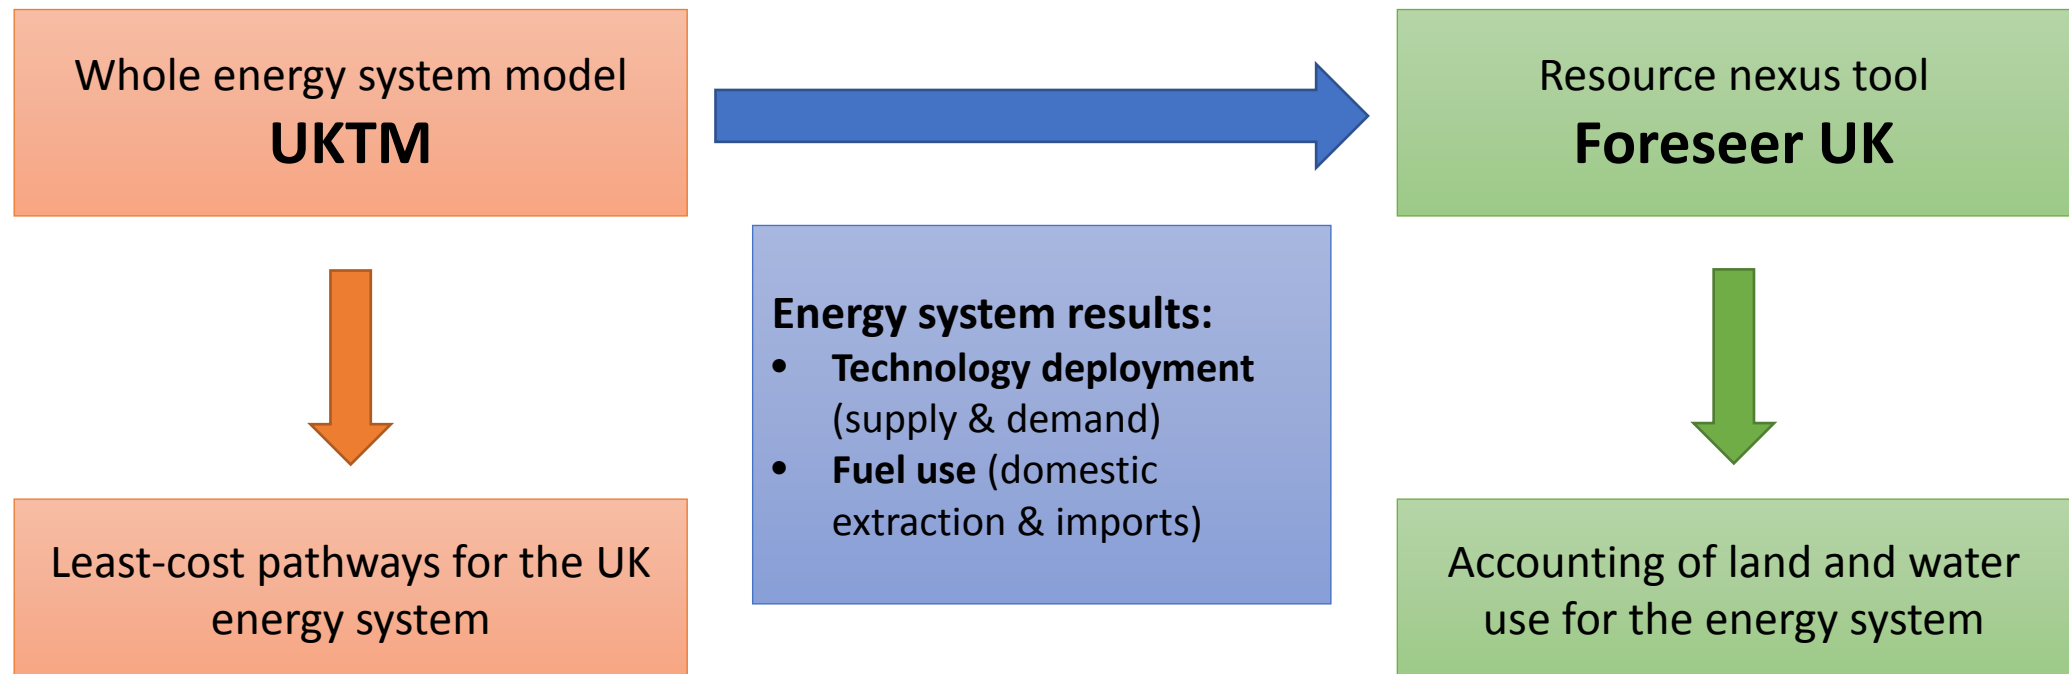 Whole energy system model
UKTM
Resource nexus tool
Foreseer UK
Energy system results:
• Technology deployment
(supply & demand)
• Fuel use (domestic
extraction & imports)
Least-cost pathways for the UK
energy system
Accounting of land and water
use for the energy system